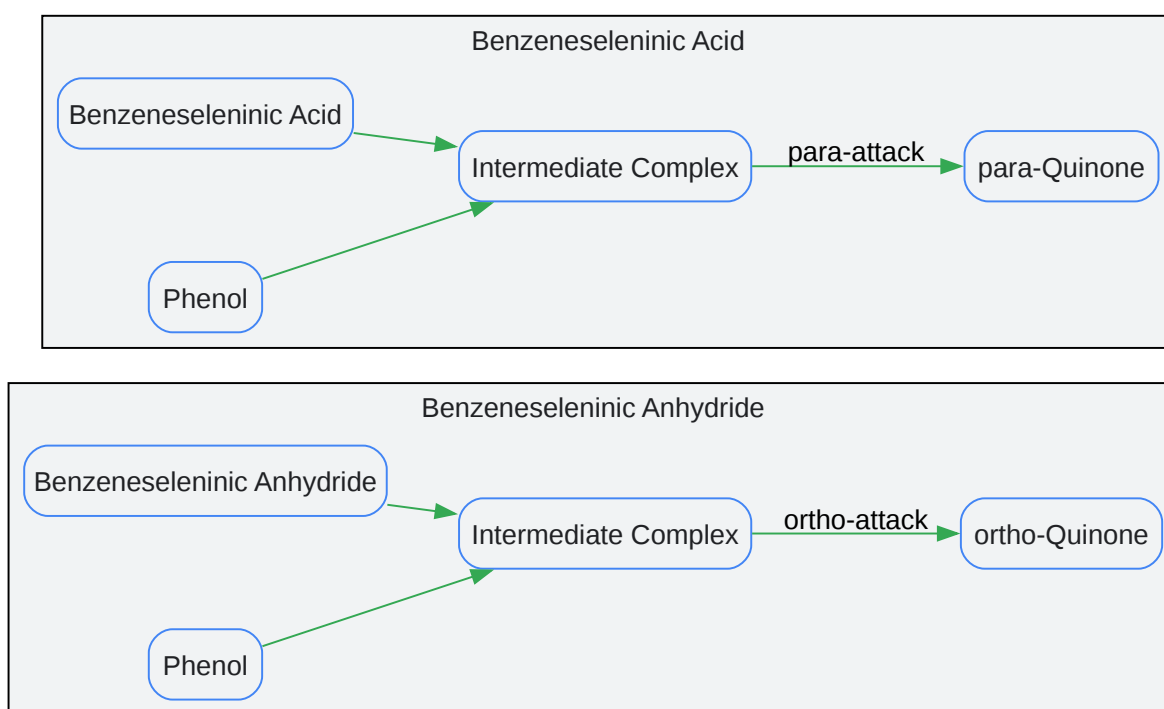 Benzeneseleninic Acid
Benzeneseleninic Acid
Intermediate Complex
para-attack
para-Quinone
Phenol
Benzeneseleninic Anhydride
Benzeneseleninic Anhydride
Intermediate Complex
ortho-attack
ortho-Quinone
Phenol